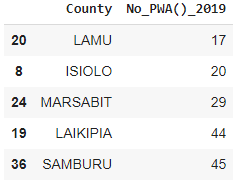 County No_PWA()_2019
20 LAMU 17
8 ISIOLO 20
24 MARSABIT 29
19 LAIKIPIA 44
36 SAMBURU 45